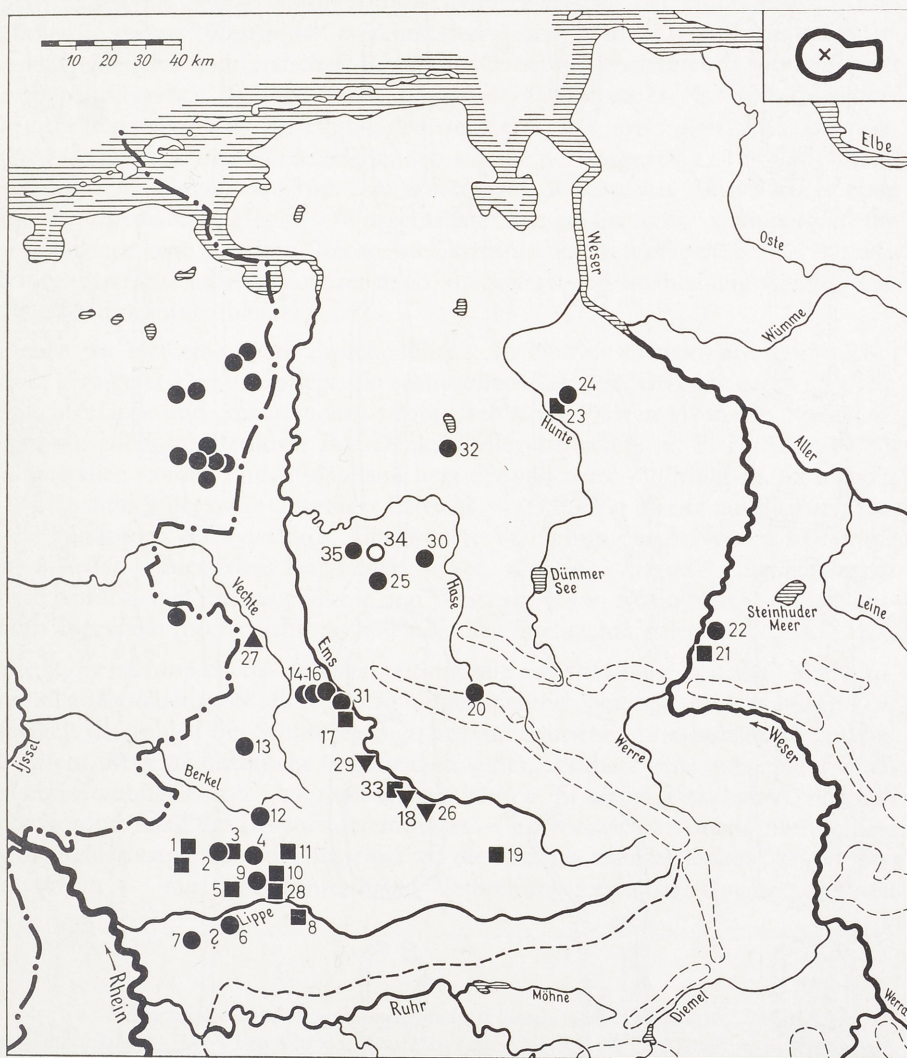 10 20 30 40 km
×
Elbe
Oste
Weser
Wümme
24
23
Hunte
32
Aller
35
34
30
25
Hase
Dümmer
See
Steinhuder
Meer
Leine
Vechte
27
22
21
Ems
14-16
31
17
20
13
Werre
Weser
Ijssel
Berkel
29
33
18
26
12
1
2
3
4
11
9
10
5
28
19
Lippe
8
7
?
6
Rhein
Ruhr
Möhne
Diemel
Werra